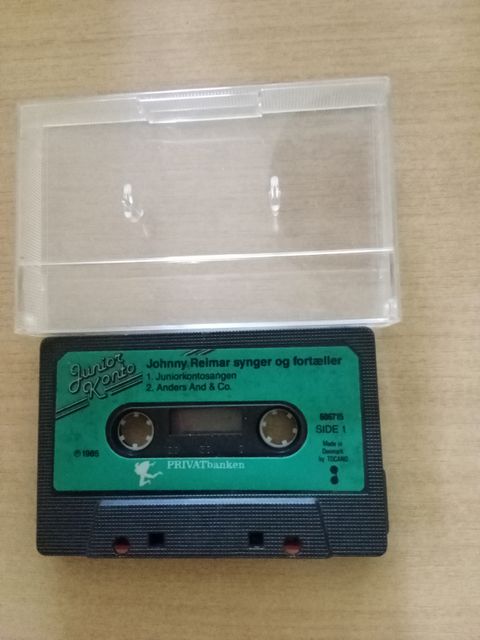 Junior
Konto
Johnny Reimar synger og fortæller
1. Juniorkontosangen
2. Anders And & Co.
686715
SIDE 1
Made in
Denmark
by TOCANO
℗ 1985
PRIVATbanken